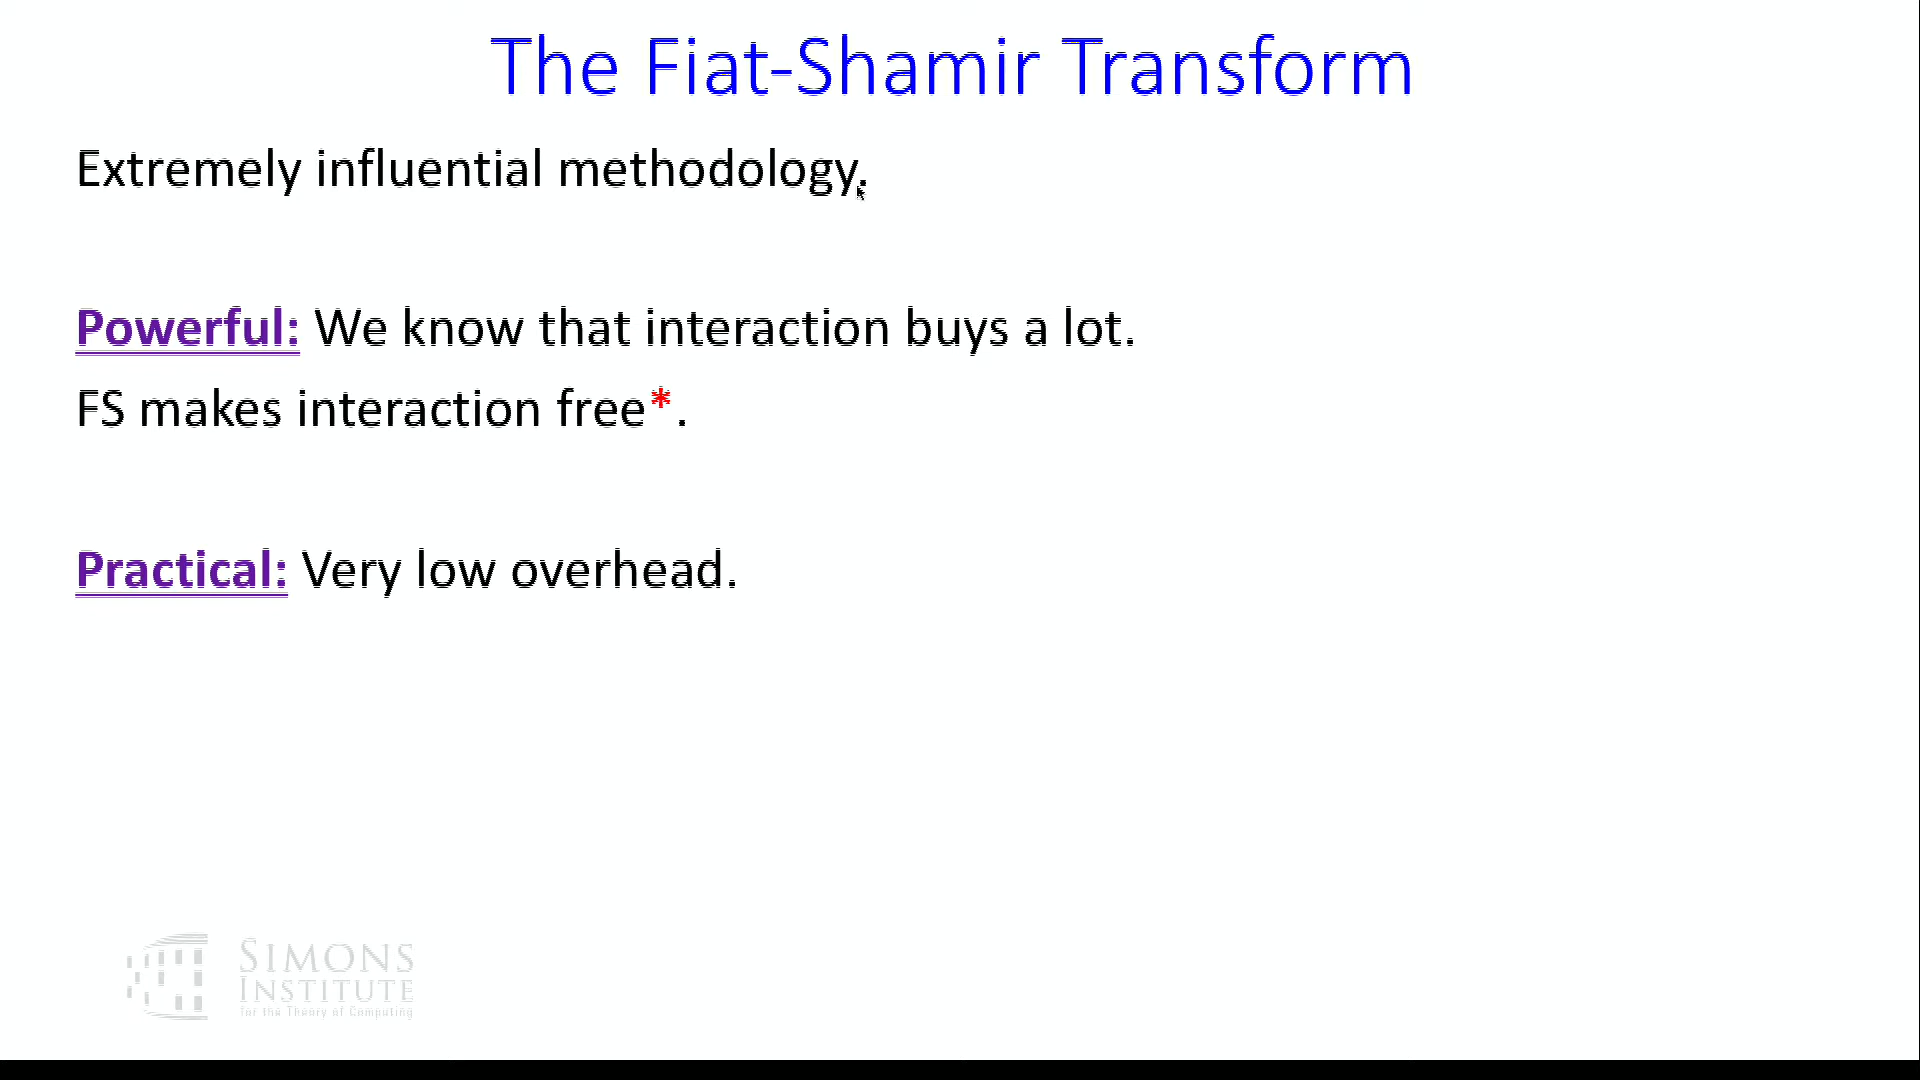 The Fiat-Shamir Transform
Extremely influential methodology.
Powerful: We know that interaction buys a lot.
FS makes interaction free*.
Practical: Very low overhead.
SIMONS
INSTITUTE
for the Theory of Computing